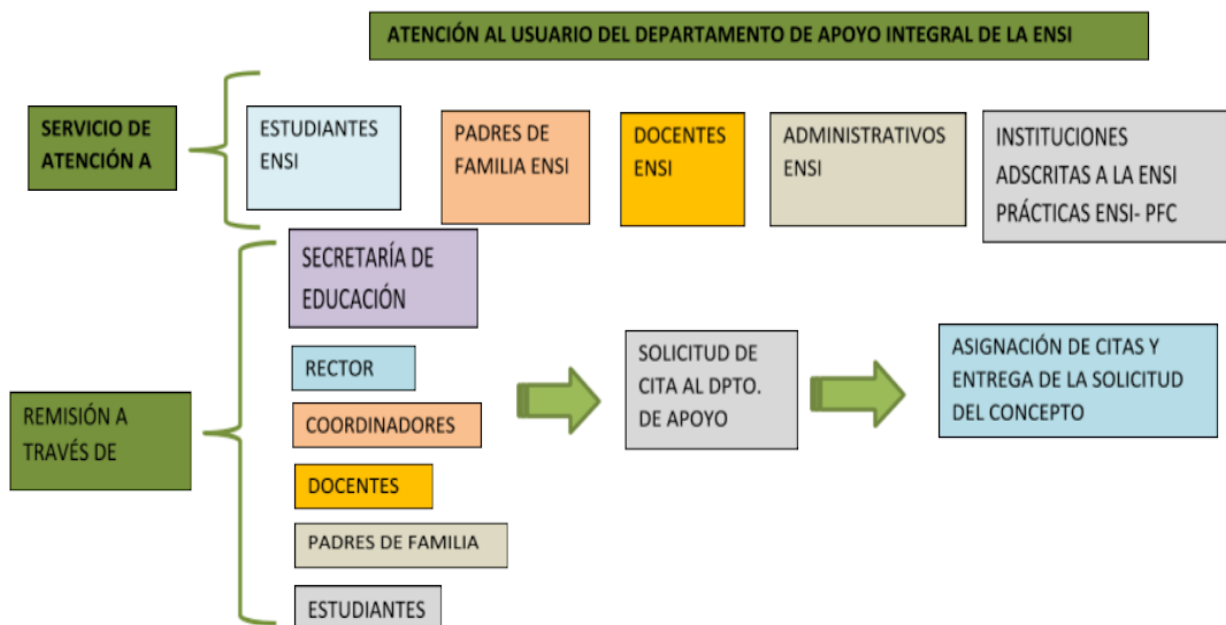 ATENCIÓN AL USUARIO DEL DEPARTAMENTO DE APOYO INTEGRAL DE LA ENSI
SERVICIO DE
ATENCIÓN A
ESTUDIANTES
ENSI
PADRES DE
FAMILIA ENSI
DOCENTES
ENSI
ADMINISTRATIVOS
ENSI
INSTITUCIONES
ADSCRITAS A LA ENSI
PRÁCTICAS ENSI- PFC
REMISIÓN A
TRAVÉS DE
SECRETARÍA DE
EDUCACIÓN
RECTOR
COORDINADORES
DOCENTES
PADRES DE FAMILIA
ESTUDIANTES
SOLICITUD DE
CITA AL DPTO.
DE APOYO
ASIGNACIÓN DE CITAS Y
ENTREGA DE LA SOLICITUD
DEL CONCEPTO